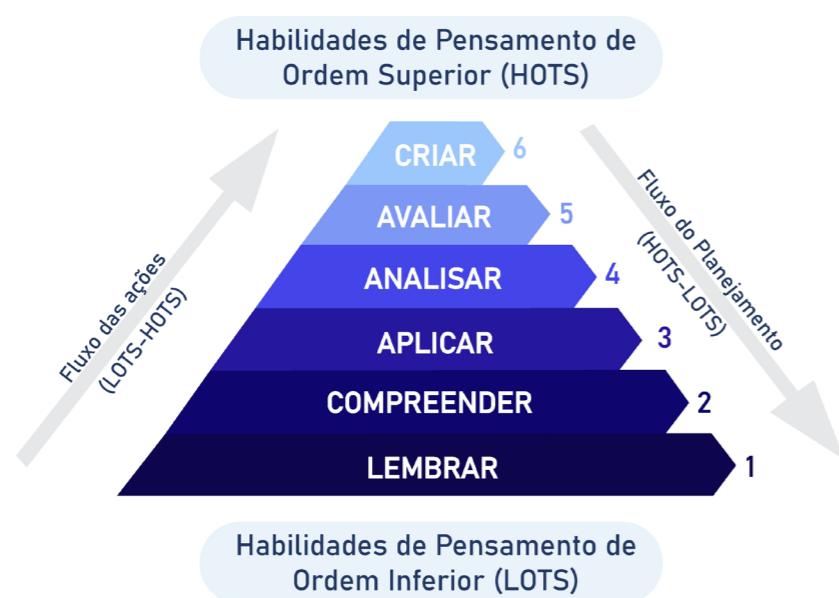 Habilidades de Pensamento de
Ordem Superior (HOTS)
CRIAR 6
AVALIAR 5
ANALISAR 4
APLICAR 3
COMPREENDER 2
LEMBRAR 1
Fluxo das ações
(LOTS-HOTS)
Fluxo do Planejamento
(HOTS-LOTS)
Habilidades de Pensamento de
Ordem Inferior (LOTS)